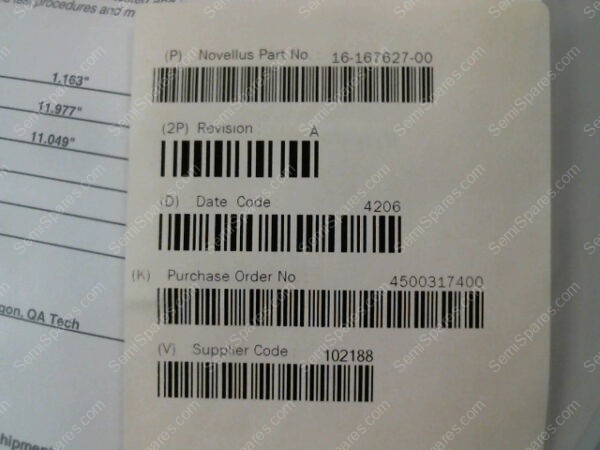 procedures and m
1.163"
11.977"
11.049"
gon, QA Tech
(P) Novellus Part No 16-167627-00
(2P) Revision A
(D) Date Code 4206
(K) Purchase Order No 4500317400
(V) Supplier Code 102188
SemiSpares.com